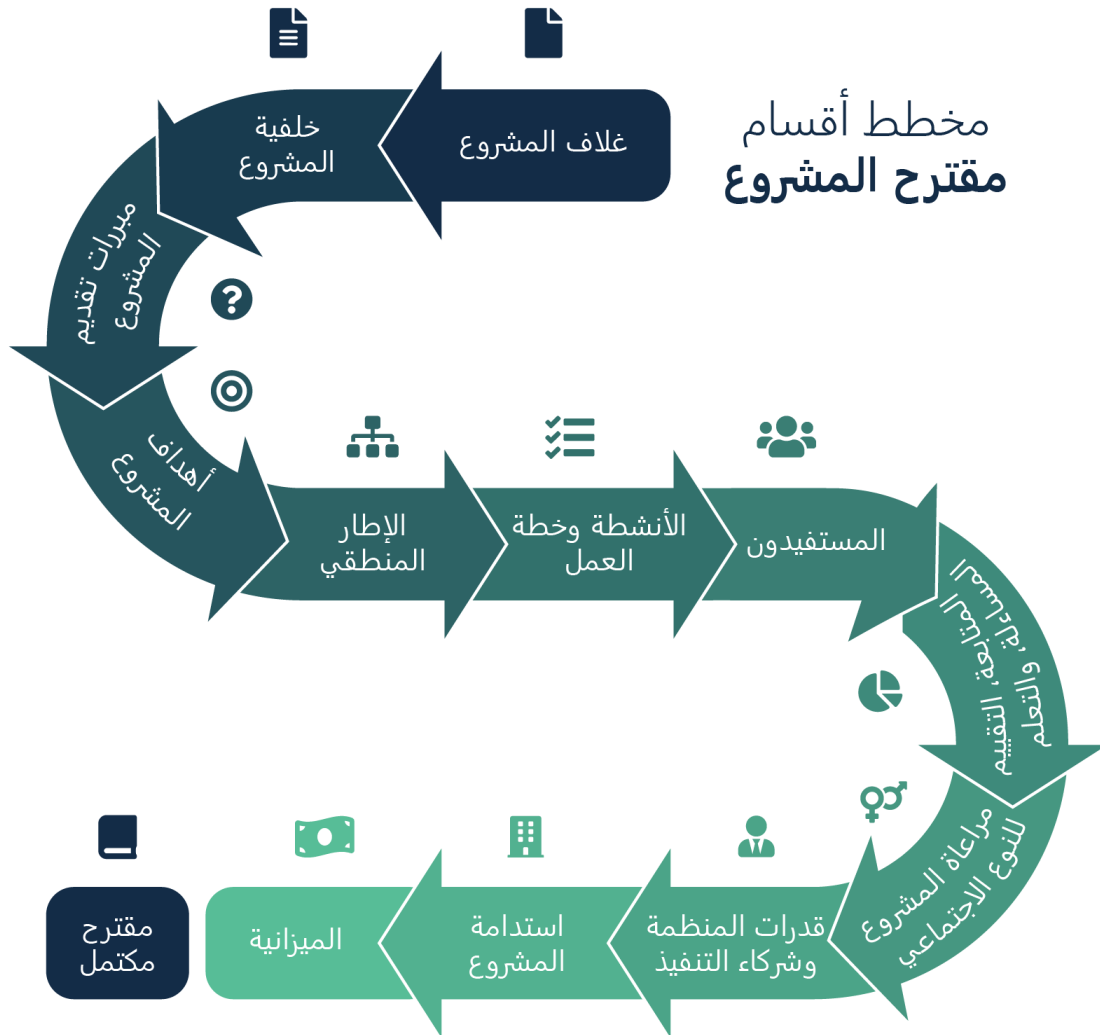 مخطط أقسام
مقترح المشروع
غلاف المشروع
خلفية
المشروع
مبررات تقديم
المشروع
أهداف
المشروع
الإطار
المنطقي
الأنشطة وخطة
العمل
المستفيدون
المتابعة، التقييم
المساءلة، والتعلم
مراعاة المشروع
للنوع الاجتماعي
قدرات المنظمة
وشركاء التنفيذ
استدامة
المشروع
الميزانية
مقترح
مكتمل